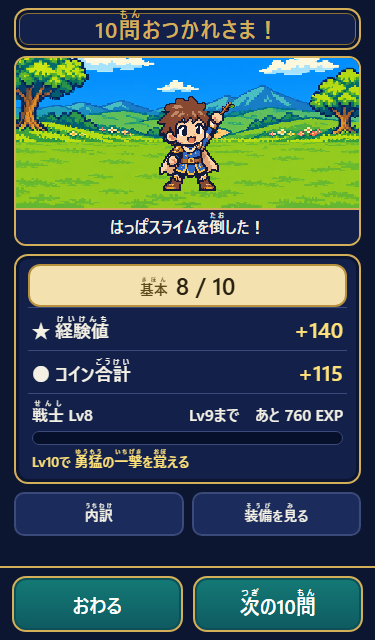 10問おつかれさま！
はっぱスライムを倒した！
基本 8 / 10
★ 経験値 +140
● コイン合計 +115
戦士 Lv8 Lv9まで あと 760 EXP
Lv10で 勇猛の一撃を覚える
内訳 装備を見る
おわる 次の10問